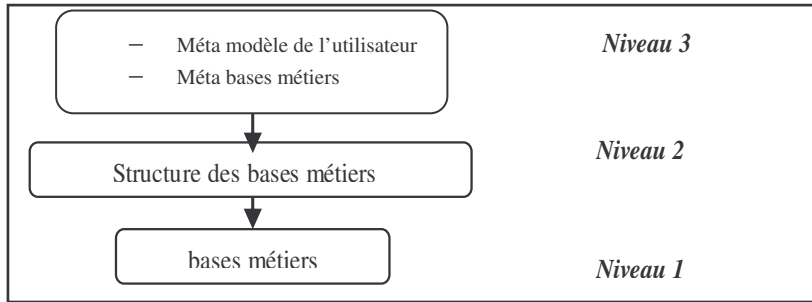 – Méta modèle de l'utilisateur
Niveau 3
– Méta bases métiers
Niveau 2
Structure des bases métiers
bases métiers
Niveau 1